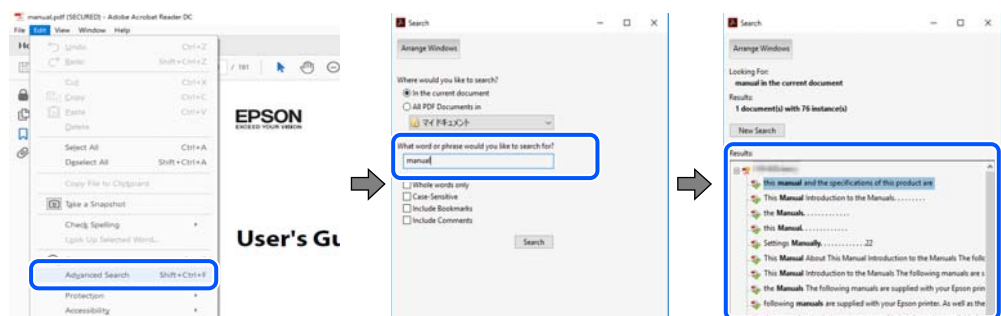 manual.pdf (SECURED) - Adobe Acrobat Reader DC
File Edit View Window Help
Undo Ctrl+Z
Redo Shift+Ctrl+Z
Cut Ctrl+X
Copy Ctrl+C
Paste Ctrl+V
Delete
Select All Ctrl+A
Deselect All Shift+Ctrl+A
Copy File to Clipboard
Take a Snapshot
Check Spelling
Look Up Selected Word...
Advanced Search Shift+Ctrl+F
Protection
Accessibility
/ 181
EPSON
EXCEED YOUR VISION
User's Gu
Search
Arrange Windows
Where would you like to search?
In the current document
All PDF Documents in
マイ ドキュメント
What word or phrase would you like to search for?
manual
Whole words only
Case-Sensitive
Include Bookmarks
Include Comments
Search
Search
Arrange Windows
Looking For:
manual in the current document
Results:
1 document(s) with 76 instance(s)
New Search
Results:
this manual and the specifications of this product are
This Manual Introduction to the Manuals. . . . . . . . .
the Manuals. . . . . . . . . . . .
this Manual. . . . . . . . . . . .
Settings Manually. . . . . . . . . . . .22
This Manual About This Manual Introduction to the Manuals The follo
This Manual Introduction to the Manuals The following manuals are s
the Manuals The following manuals are supplied with your Epson prin
following manuals are supplied with your Epson printer. As well as the